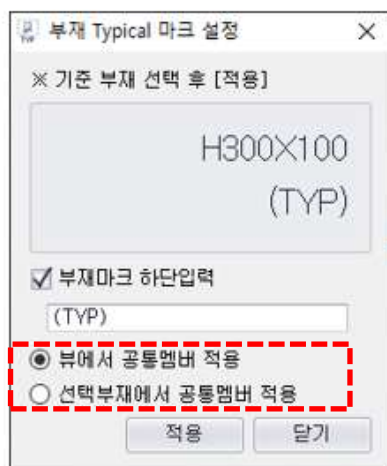 부재 Typical 마크 설정
※ 기준 부재 선택 후 [적용]
H300X100
(TYP)
부재마크 하단입력
(TYP)
뷰에서 공통멤버 적용
선택부재에서 공통멤버 적용
적용 닫기